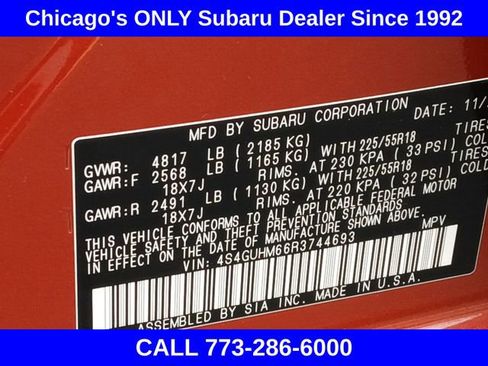 Chicago's ONLY Subaru Dealer Since 1992
MFD BY SUBARU CORPORATION DATE: 11/
GVWR: 4817 LB (2185 KG) TIRES
GAWR:F 2568 LB (1165 KG) WITH 225/55R18
18X7J RIMS. AT 230 KPA (33 PSI) COLD
GAWR:R 2491 LB (1130 KG) WITH 225/55R18 TIRES
18X7J RIMS. AT 220 KPA (32 PSI) COL
THIS VEHICLE CONFORMS TO ALL APPLICABLE FEDERAL MOTOR
VEHICLE SAFETY, BUMPER, AND THEFT PREVENTION STANDARDS
IN EFFECT ON THE DATE OF MANUFACTURE SHOWN ABOVE.
VIN: 4S4GUHM66R3744693 MPV
ASSEMBLED BY SIA INC. MADE IN U.S.A.
CALL 773-286-6000